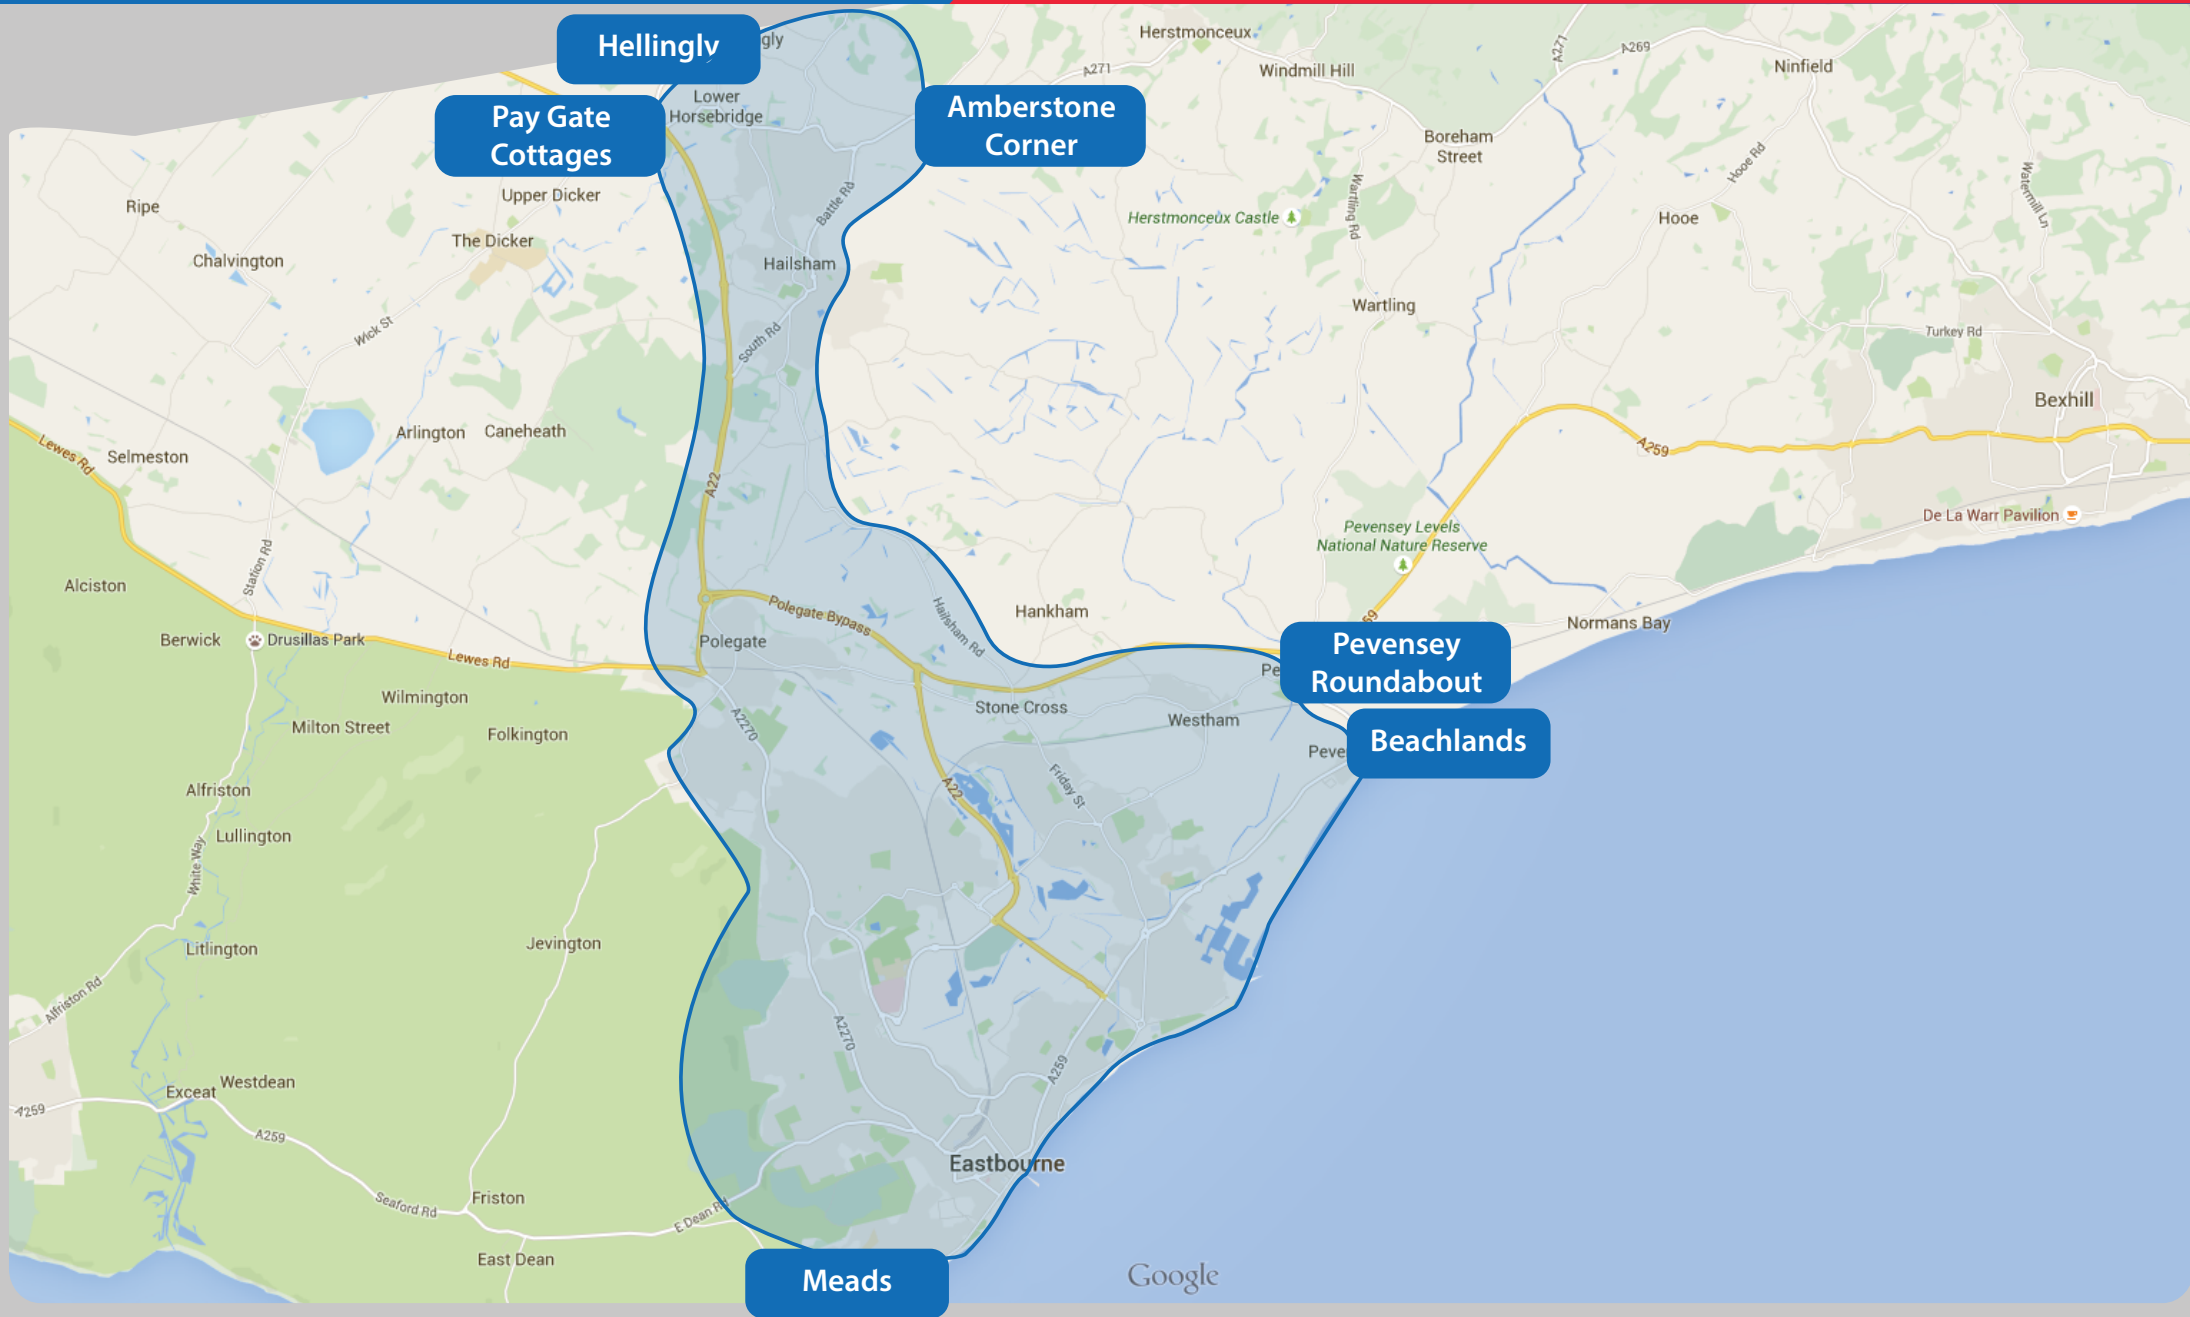 Hellingly
gly
Pay Gate
Cottages
Amberstone
Corner
Lower
Horsebridge
Herstmonceux
Windmill Hill
A271
A271
A269
Ninfield
Boreham
Street
Hooe Rd
Watermill Ln
Upper Dicker
Ripe
The Dicker
Chalvington
Battle Rd
Hailsham
Herstmonceux Castle
Wartling Rd
Hooe
Wartling
Wick St
South Rd
Turkey Rd
Bexhill
Arlington
Caneheath
Lewes Rd
Selmeston
A22
A259
De La Warr Pavilion
Pevensey Levels
National Nature Reserve
Station Rd
Alciston
Polegate Bypass
Hailsham Rd
Hankham
59
Normans Bay
Berwick
Drusillas Park
Lewes Rd
Polegate
Pe
Pevensey
Roundabout
Wilmington
Milton Street
Folkington
A2270
Stone Cross
Westham
Peve
Beachlands
Alfriston
A22
Friday St
Lullington
White Way
Litlington
Jevington
Alfriston Rd
A2270
A259
Exceat
Westdean
A259
A259
Eastbourne
Seaford Rd
Friston
E Dean Rd
East Dean
Meads
Google